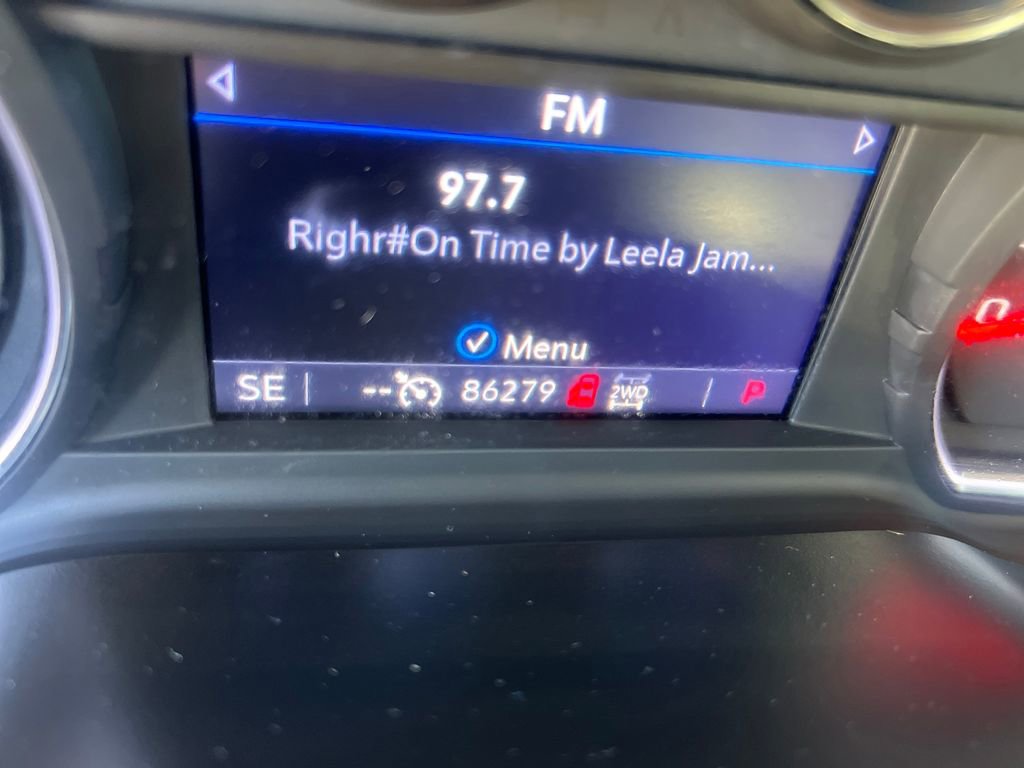 FM
97.7
Righr#On Time by Leela Jam...
Menu
SE -- 86279 2WD P